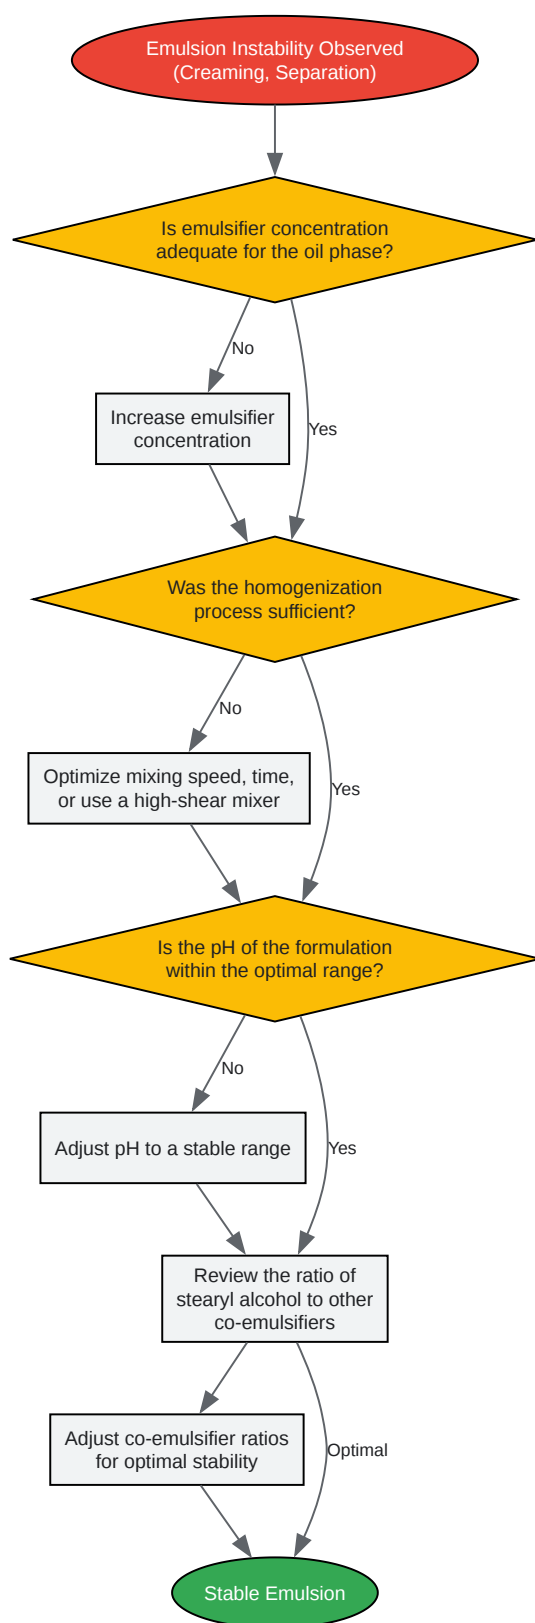 Emulsion Instability Observed
(Creaming, Separation)
Is emulsifier concentration
adequate for the oil phase?
No
Increase emulsifier
concentration
Yes
Was the homogenization
process sufficient?
No
Optimize mixing speed, time,
or use a high-shear mixer
Yes
Is the pH of the formulation
within the optimal range?
No
Adjust pH to a stable range
Yes
Review the ratio of
stearyl alcohol to other
co-emulsifiers
Adjust co-emulsifier ratios
for optimal stability
Optimal
Stable Emulsion